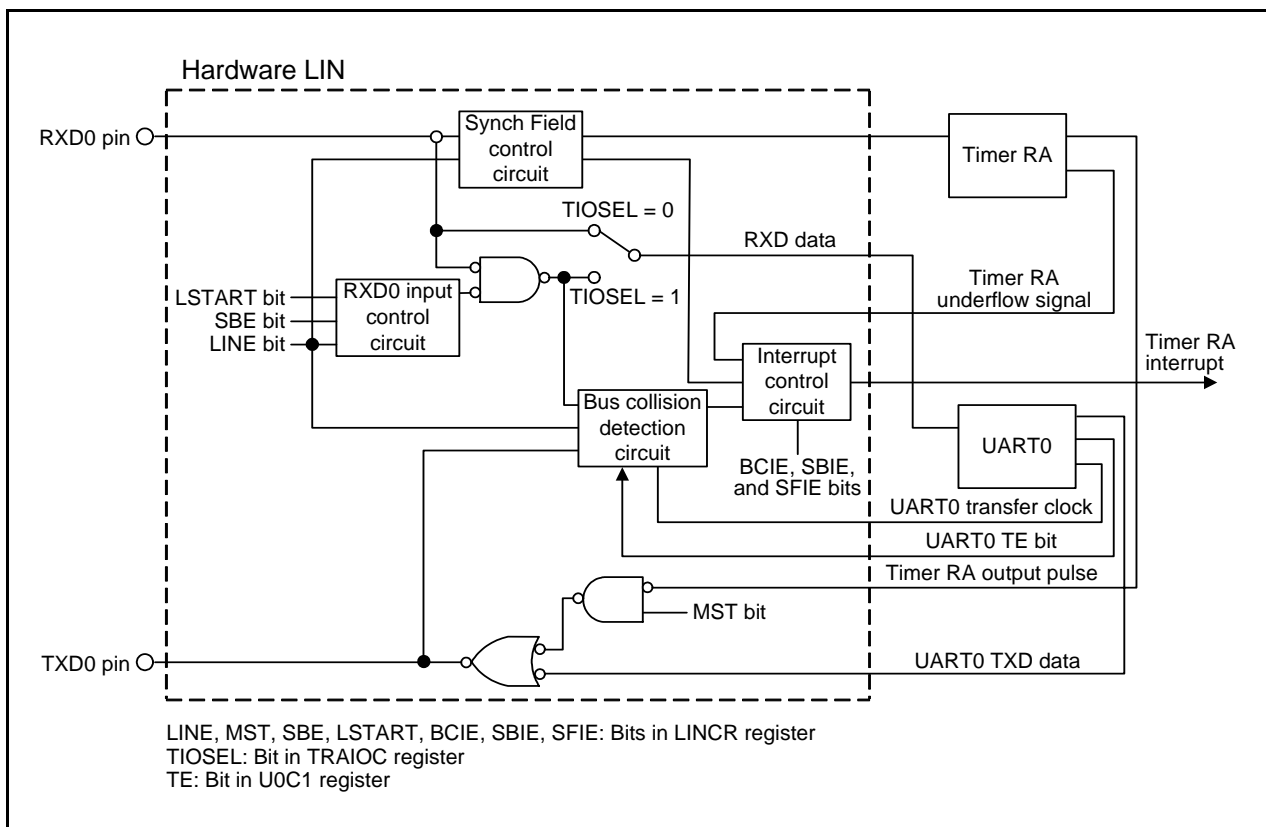 Hardware LIN
RXD0 pin
Synch Field
control
circuit
Timer RA
TIOSEL = 0
RXD data
LSTART bit
SBE bit
LINE bit
RXD0 input
control
circuit
TIOSEL = 1
Timer RA
underflow signal
Interrupt
control
circuit
Timer RA
interrupt
Bus collision
detection
circuit
BCIE, SBIE,
and SFIE bits
UART0
UART0 transfer clock
UART0 TE bit
Timer RA output pulse
MST bit
TXD0 pin
UART0 TXD data
LINE, MST, SBE, LSTART, BCIE, SBIE, SFIE: Bits in LINCR register
TIOSEL: Bit in TRAIOC register
TE: Bit in U0C1 register